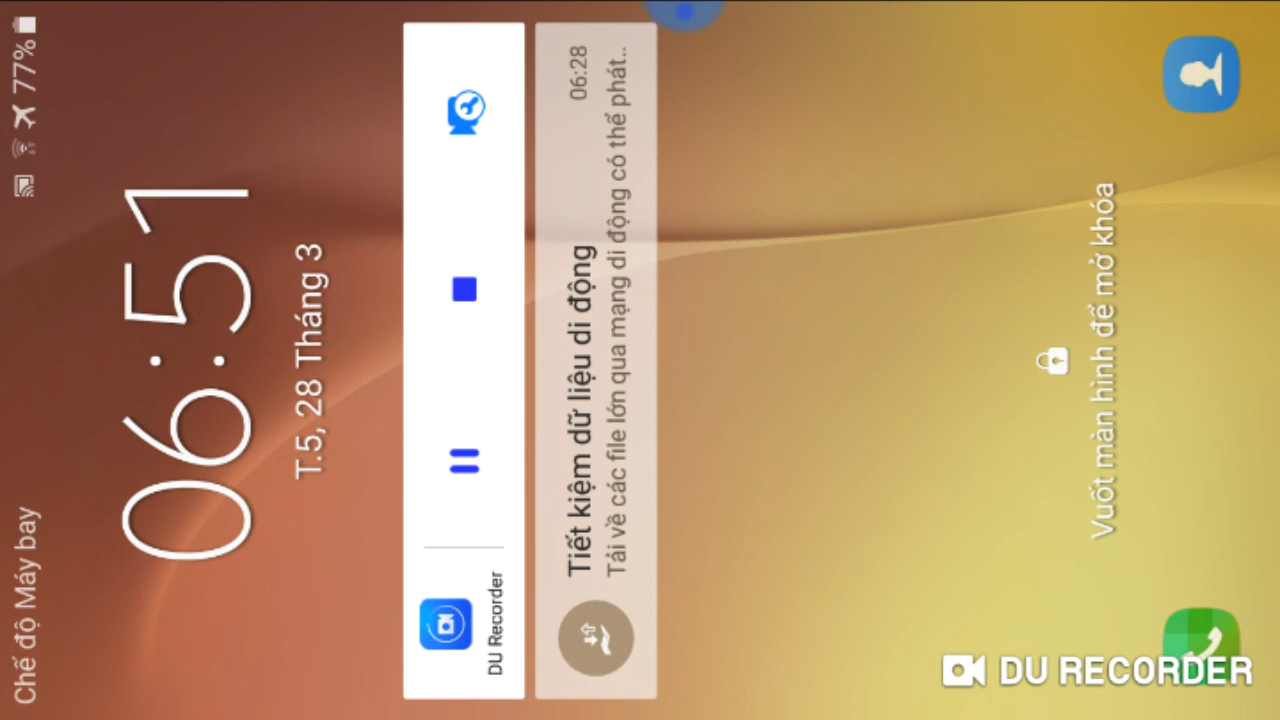 Chế độ Máy bay
77%
06:51
T.5, 28 Tháng 3
DU Recorder
Tiết kiệm dữ liệu di động
06:28
Tải về các file lớn qua mạng di động có thể phát..
Vuốt màn hình để mở khóa
DU RECORDER